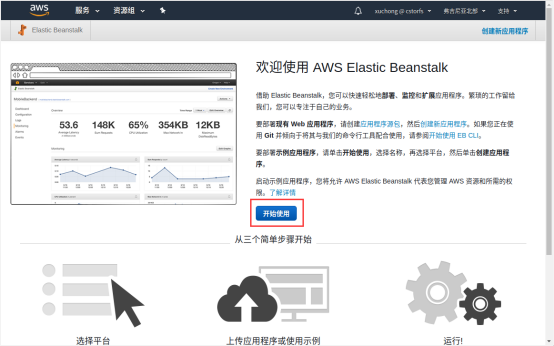 aws 服务 资源组 xuchong @ cstorfs 弗吉尼亚北部 支持
Elastic Beanstalk 创建新应用程序
欢迎使用 AWS Elastic Beanstalk
借助 Elastic Beanstalk，您可以快速轻松地部署、监控和扩展应用程序。繁琐的工作留给
我们，您可以专注于自己的业务。
要部署现有 Web 应用程序，请创建应用程序源包，然后创建新应用程序。如果您正在使
用 Git 并倾向于将其与我们的命令行工具配合使用，请参阅开始使用 EB CLI。
要部署示例应用程序，请单击开始使用，选择名称，再选择平台，然后单击创建应用程
序。
启动示例应用程序，您将允许 AWS Elastic Beanstalk 代表您管理 AWS 资源和所需的权
限。了解详情
开始使用
53.6 148K 65% 354KB 12KB
从三个简单步骤开始
选择平台 上传应用程序或使用示例 运行!